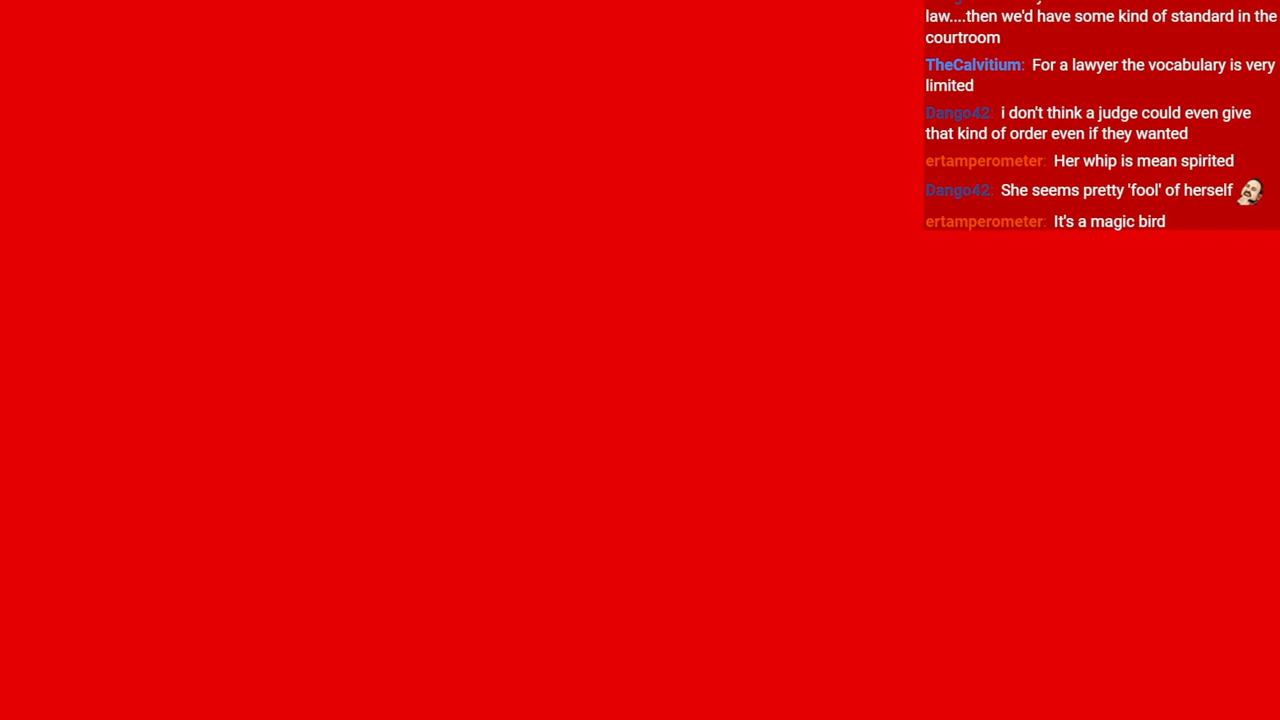 law....then we'd have some kind of standard in the
courtroom
TheCalvitium: For a lawyer the vocabulary is very
limited
Dango42: i don't think a judge could even give
that kind of order even if they wanted
ertamperometer: Her whip is mean spirited
Dango42: She seems pretty 'fool' of herself
ertamperometer: It's a magic bird